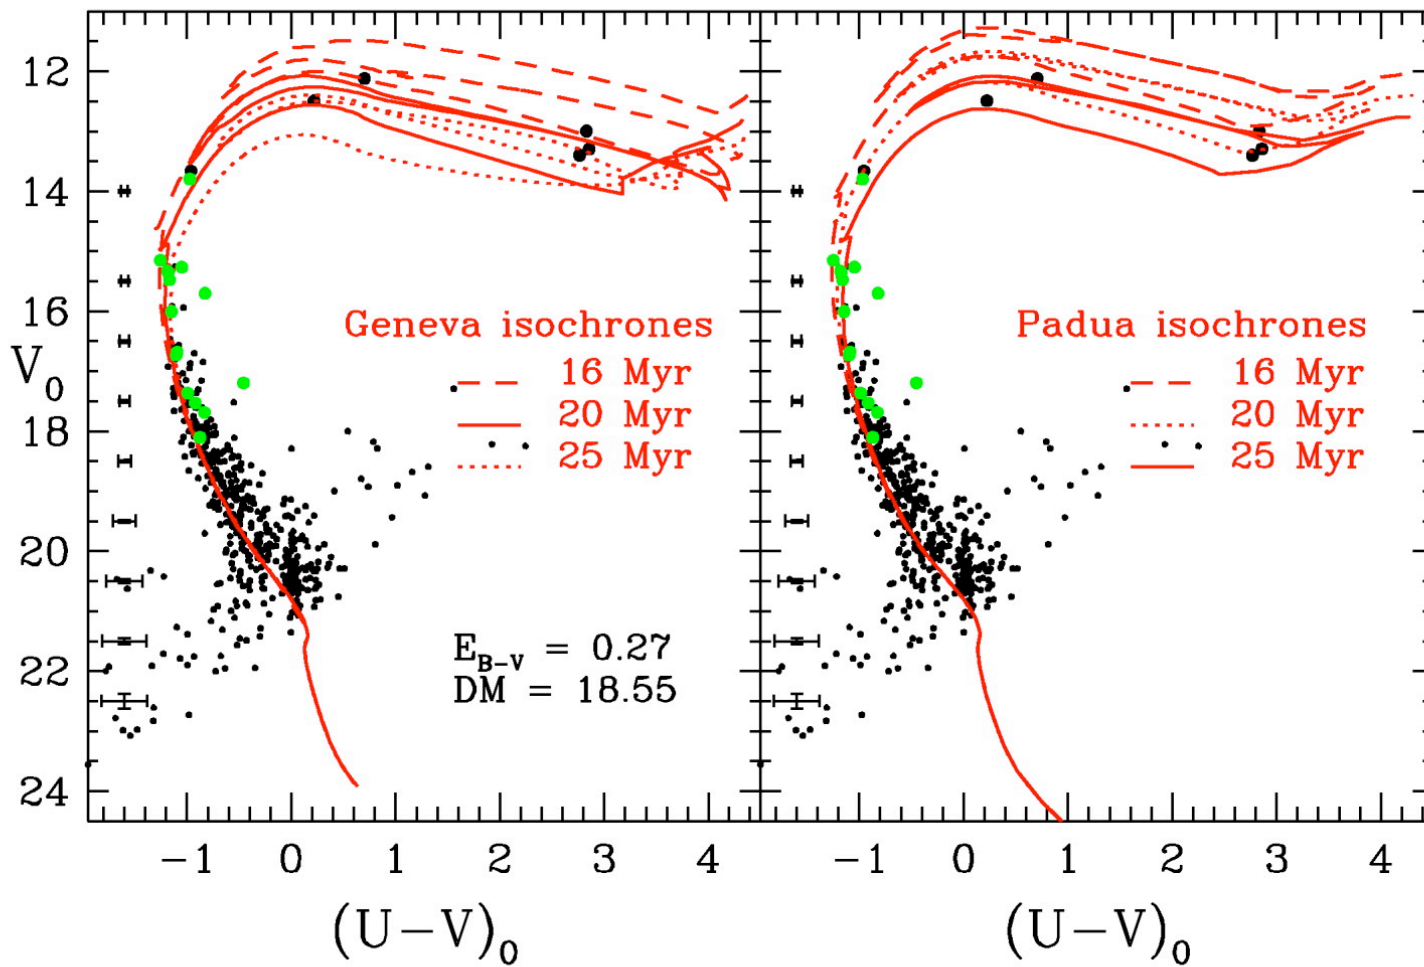 12
14
16
V₀
18
20
22
24
Geneva isochrones
16 Myr
20 Myr
25 Myr
E_B-V = 0.27
DM = 18.55
Padua isochrones
16 Myr
20 Myr
25 Myr
-1 0 1 2 3 4
-1 0 1 2 3 4
(U-V)₀
(U-V)₀